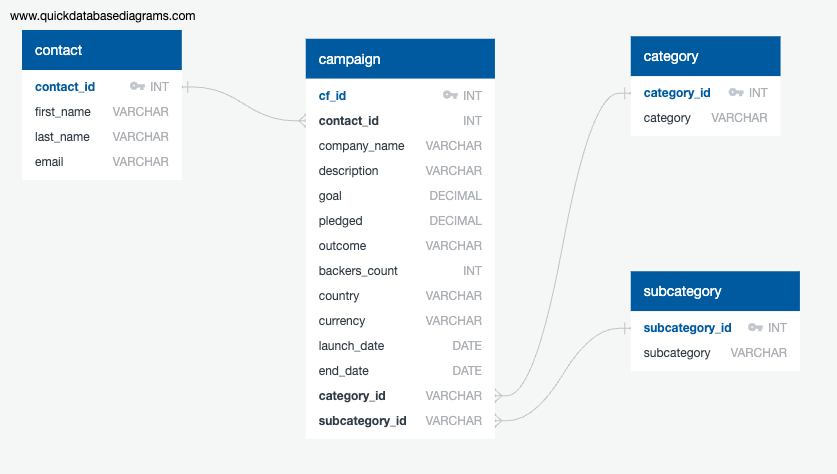 www.quickdatabasediagrams.com
contact
contact_id INT
first_name VARCHAR
last_name VARCHAR
email VARCHAR
campaign
cf_id INT
contact_id INT
company_name VARCHAR
description VARCHAR
goal DECIMAL
pledged DECIMAL
outcome VARCHAR
backers_count INT
country VARCHAR
currency VARCHAR
launch_date DATE
end_date DATE
category_id VARCHAR
subcategory_id VARCHAR
category
category_id INT
category VARCHAR
subcategory
subcategory_id INT
subcategory VARCHAR